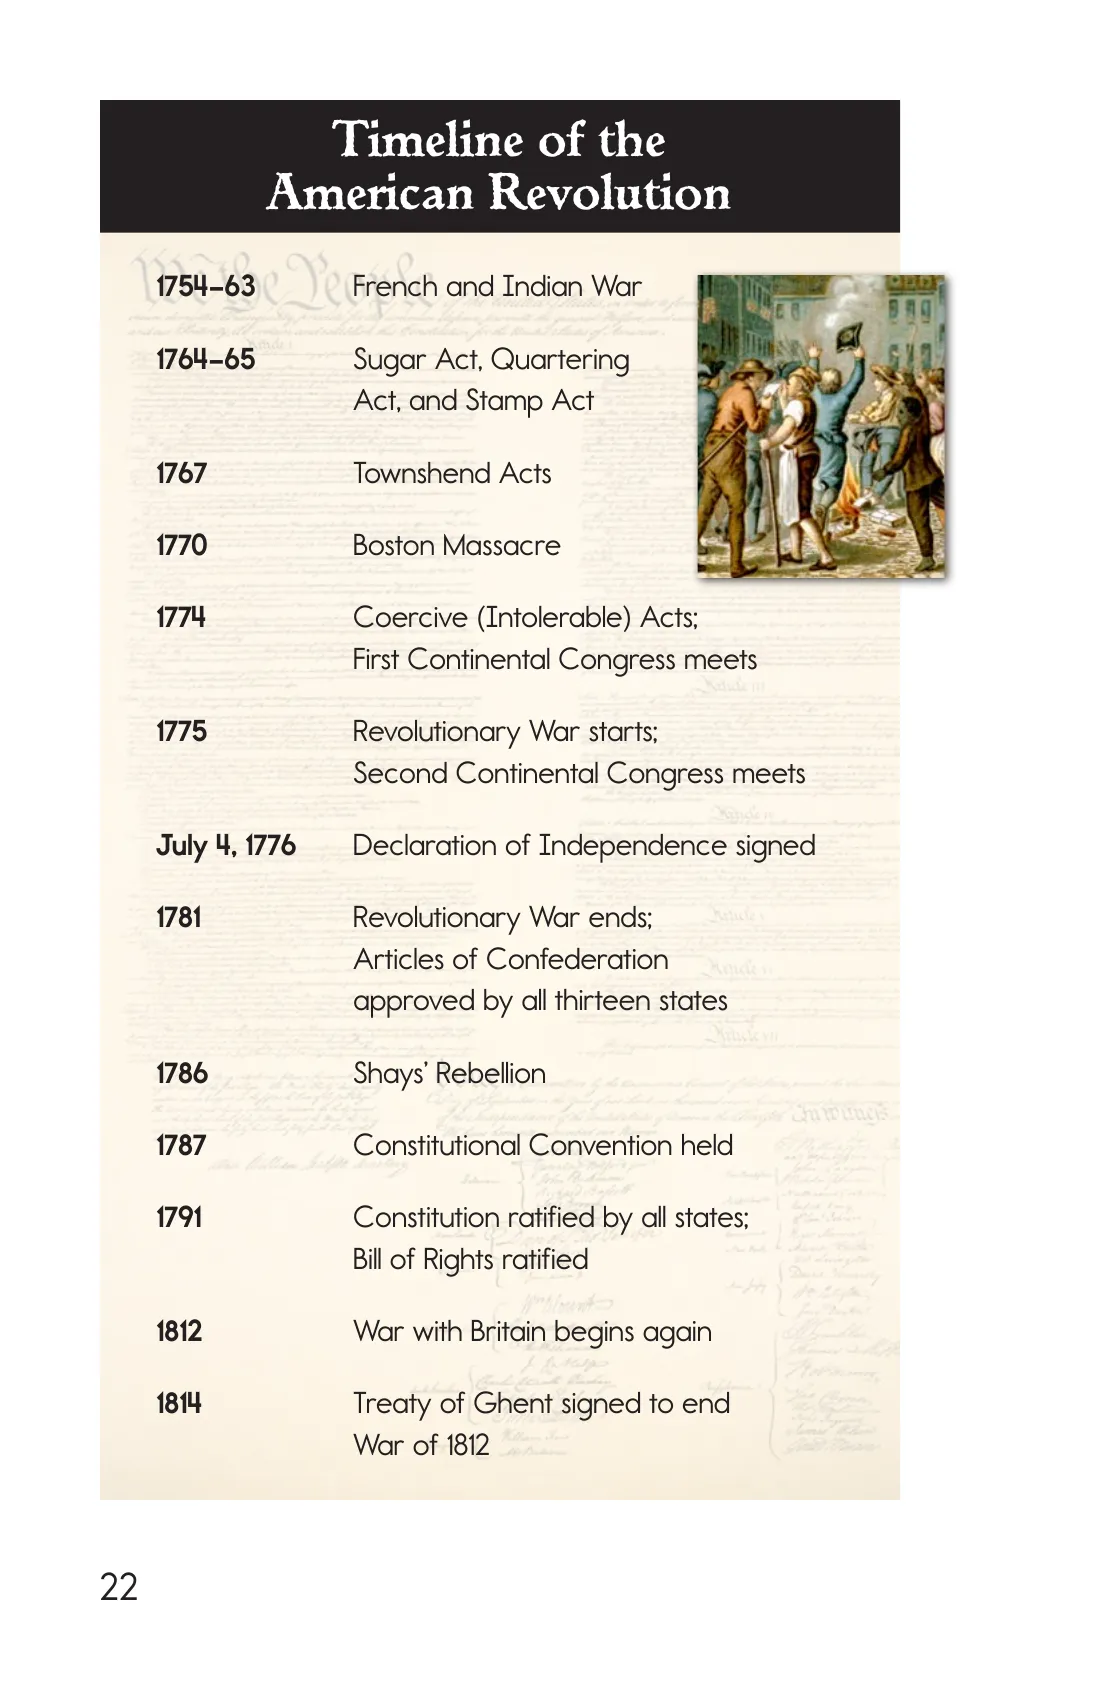 Timeline of the
American Revolution
We the People
1754–63 French and Indian War
1764–65 Sugar Act, Quartering
Act, and Stamp Act
1767 Townshend Acts
1770 Boston Massacre
1774 Coercive (Intolerable) Acts;
First Continental Congress meets
1775 Revolutionary War starts;
Second Continental Congress meets
July 4, 1776 Declaration of Independence signed
1781 Revolutionary War ends;
Articles of Confederation
approved by all thirteen states
1786 Shays’ Rebellion
1787 Constitutional Convention held
1791 Constitution ratified by all states;
Bill of Rights ratified
1812 War with Britain begins again
1814 Treaty of Ghent signed to end
War of 1812
22